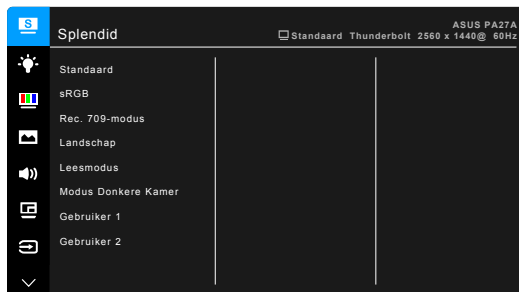 S
ASUS PA27A
Splendid
Standaard Thunderbolt 2560 x 1440@ 60Hz
Standaard
sRGB
Rec. 709-modus
Landschap
Leesmodus
Modus Donkere Kamer
Gebruiker 1
Gebruiker 2